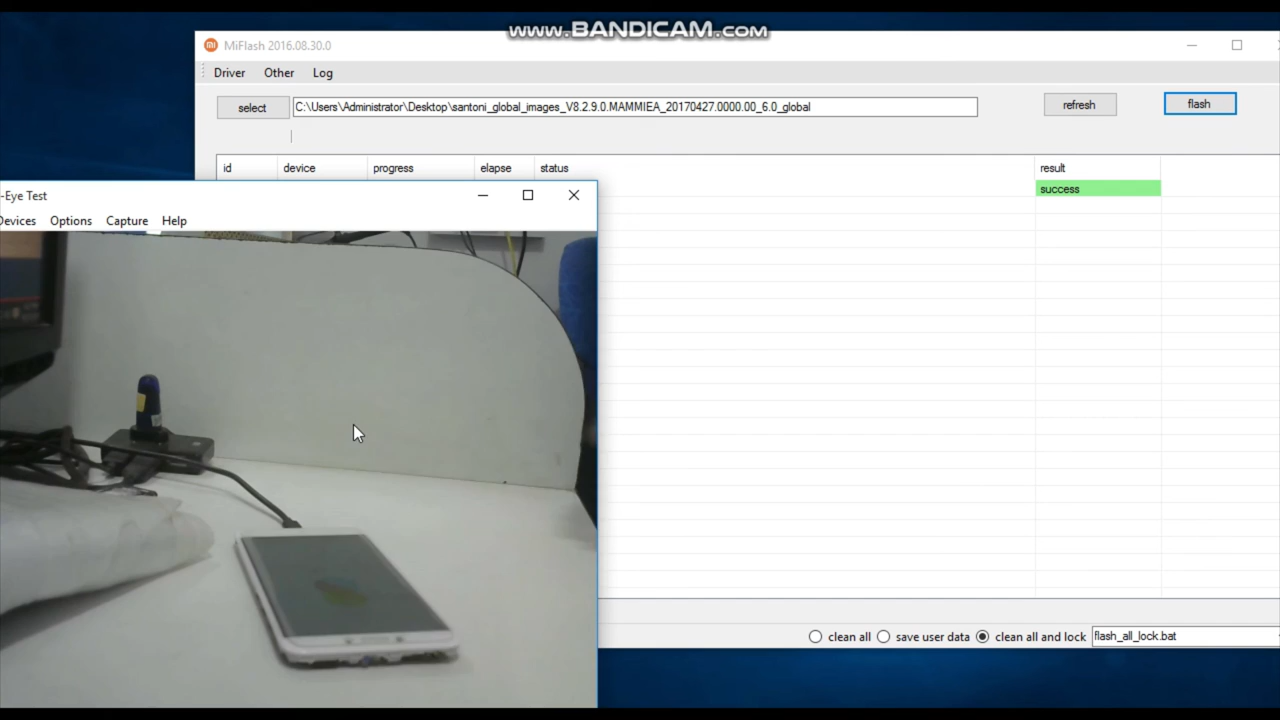 www.BANDICAM.com
MiFlash 2016.08.30.0
Driver Other Log
select C:\Users\Administrator\Desktop\santoni_global_images_V8.2.9.0.MAMMIEA_20170427.0000.00_6.0_global refresh flash
id device progress elapse status result
success
-Eye Test
Devices Options Capture Help
clean all save user data clean all and lock flash_all_lock.bat